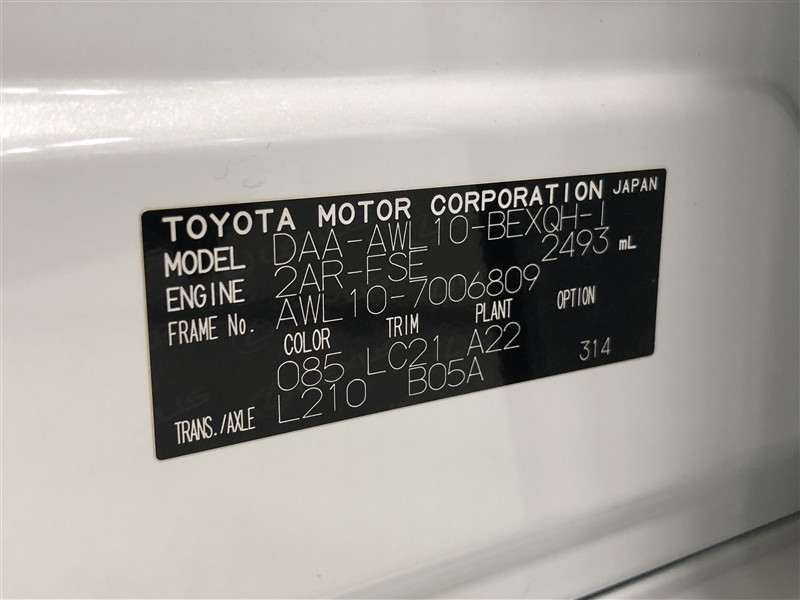 TOYOTA MOTOR CORPORATION JAPAN
MODEL DAA-AWL10-BEXQH-1
ENGINE 2AR-FSE 2493 mL
FRAME No. AWL10-7006809
COLOR TRIM PLANT OPTION
085 LC21 A22
TRANS./AXLE L210 B05A 314